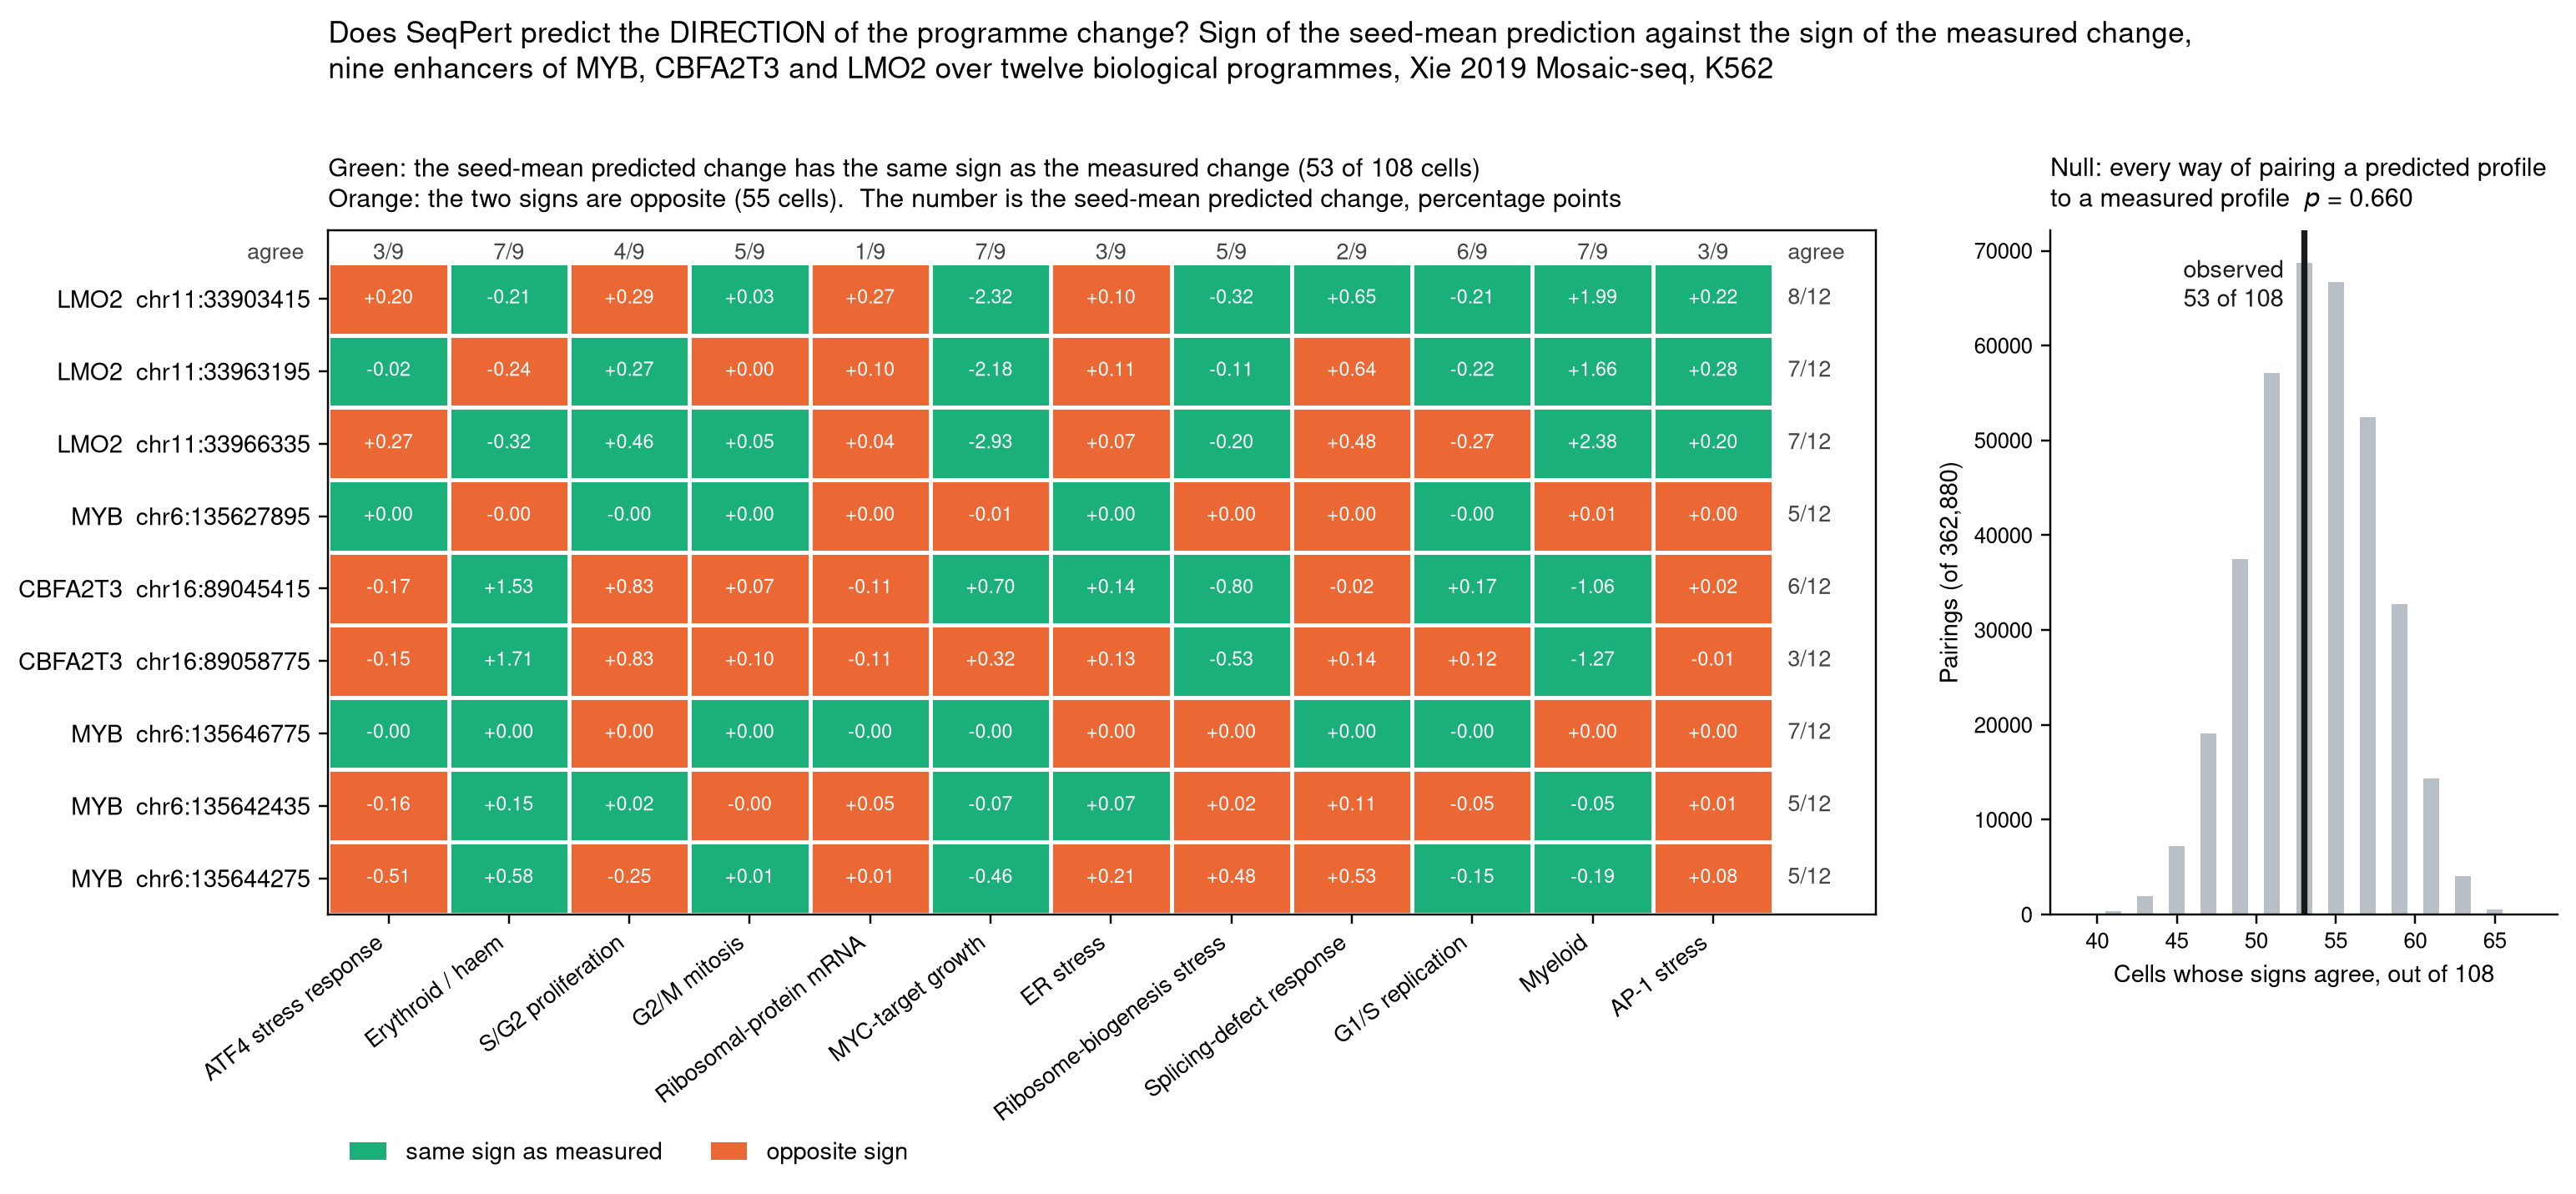 Does SeqPert predict the DIRECTION of the programme change? Sign of the seed-mean prediction against the sign of the measured change,
nine enhancers of MYB, CBFA2T3 and LMO2 over twelve biological programmes, Xie 2019 Mosaic-seq, K562
Green: the seed-mean predicted change has the same sign as the measured change (53 of 108 cells)
Orange: the two signs are opposite (55 cells).  The number is the seed-mean predicted change, percentage points
agree 3/9 7/9 4/9 5/9 1/9 7/9 3/9 5/9 2/9 6/9 7/9 3/9 agree
LMO2 chr11:33903415 +0.20 -0.21 +0.29 +0.03 +0.27 -2.32 +0.10 -0.32 +0.65 -0.21 +1.99 +0.22 8/12
LMO2 chr11:33963195 -0.02 -0.24 +0.27 +0.00 +0.10 -2.18 +0.11 -0.11 +0.64 -0.22 +1.66 +0.28 7/12
LMO2 chr11:33966335 +0.27 -0.32 +0.46 +0.05 +0.04 -2.93 +0.07 -0.20 +0.48 -0.27 +2.38 +0.20 7/12
MYB chr6:135627895 +0.00 -0.00 -0.00 +0.00 +0.00 -0.01 +0.00 +0.00 +0.00 -0.00 +0.01 +0.00 5/12
CBFA2T3 chr16:89045415 -0.17 +1.53 +0.83 +0.07 -0.11 +0.70 +0.14 -0.80 -0.02 +0.17 -1.06 +0.02 6/12
CBFA2T3 chr16:89058775 -0.15 +1.71 +0.83 +0.10 -0.11 +0.32 +0.13 -0.53 +0.14 +0.12 -1.27 -0.01 3/12
MYB chr6:135646775 -0.00 +0.00 +0.00 +0.00 -0.00 -0.00 +0.00 +0.00 +0.00 -0.00 +0.00 +0.00 7/12
MYB chr6:135642435 -0.16 +0.15 +0.02 -0.00 +0.05 -0.07 +0.07 +0.02 +0.11 -0.05 -0.05 +0.01 5/12
MYB chr6:135644275 -0.51 +0.58 -0.25 +0.01 +0.01 -0.46 +0.21 +0.48 +0.53 -0.15 -0.19 +0.08 5/12
ATF4 stress response
Erythroid / haem
S/G2 proliferation
G2/M mitosis
Ribosomal-protein mRNA
MYC-target growth
ER stress
Ribosome-biogenesis stress
Splicing-defect response
G1/S replication
Myeloid
AP-1 stress
same sign as measured
opposite sign
Null: every way of pairing a predicted profile
to a measured profile p = 0.660
observed
53 of 108
Pairings (of 362,880)
70000
60000
50000
40000
30000
20000
10000
0
40 45 50 55 60 65
Cells whose signs agree, out of 108